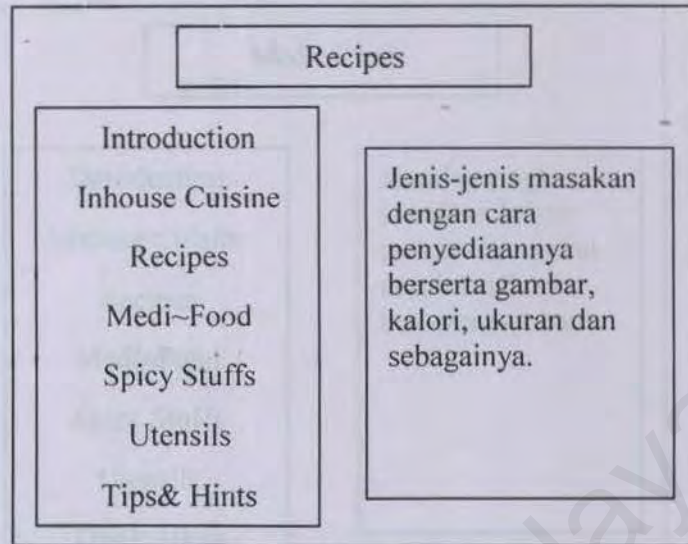 Recipes
Introduction
Inhouse Cuisine
Recipes
Medi~Food
Spicy Stuffs
Utensils
Tips& Hints
Jenis-jenis masakan
dengan cara
penyediaannya
berserta gambar,
kalori, ukuran dan
sebagainya.